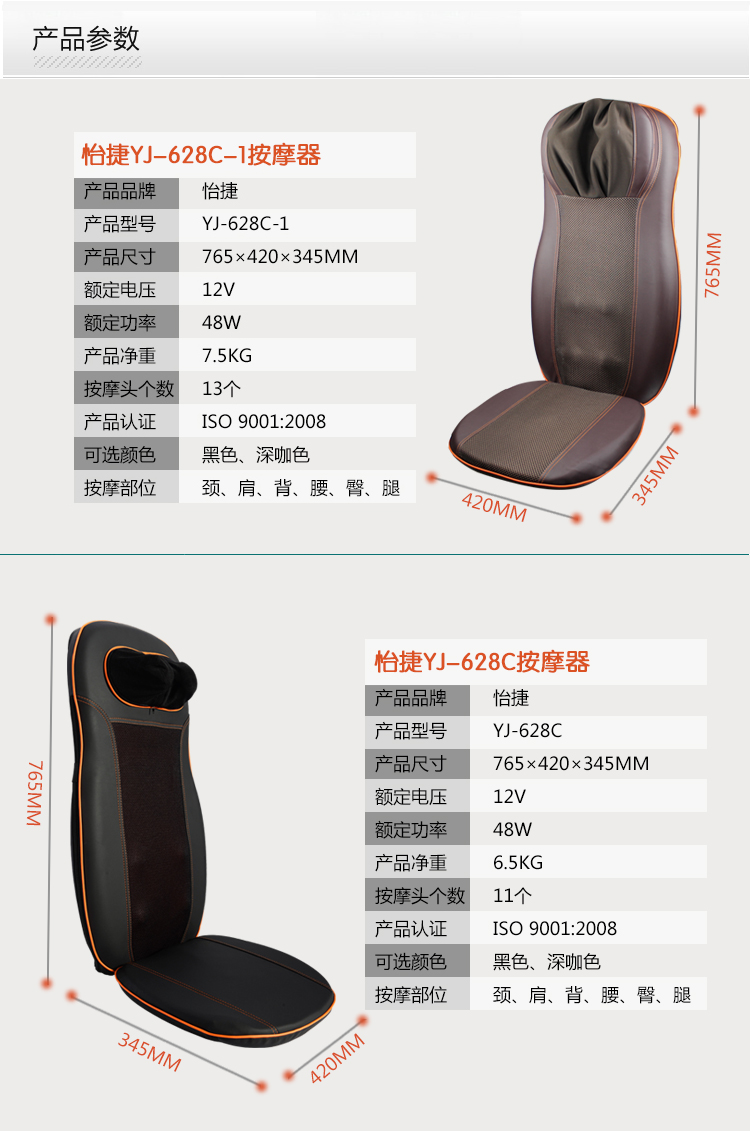 产品参数
怡捷YJ-628C-1按摩器
产品品牌 怡捷
产品型号 YJ-628C-1
产品尺寸 765×420×345MM
额定电压 12V
额定功率 48W
产品净重 7.5KG
按摩头个数 13个
产品认证 ISO 9001:2008
可选颜色 黑色、深咖色
按摩部位 颈、肩、背、腰、臀、腿
765MM
420MM
345MM
怡捷YJ-628C按摩器
产品品牌 怡捷
产品型号 YJ-628C
产品尺寸 765×420×345MM
额定电压 12V
额定功率 48W
产品净重 6.5KG
按摩头个数 11个
产品认证 ISO 9001:2008
可选颜色 黑色、深咖色
按摩部位 颈、肩、背、腰、臀、腿
765MM
345MM
420MM